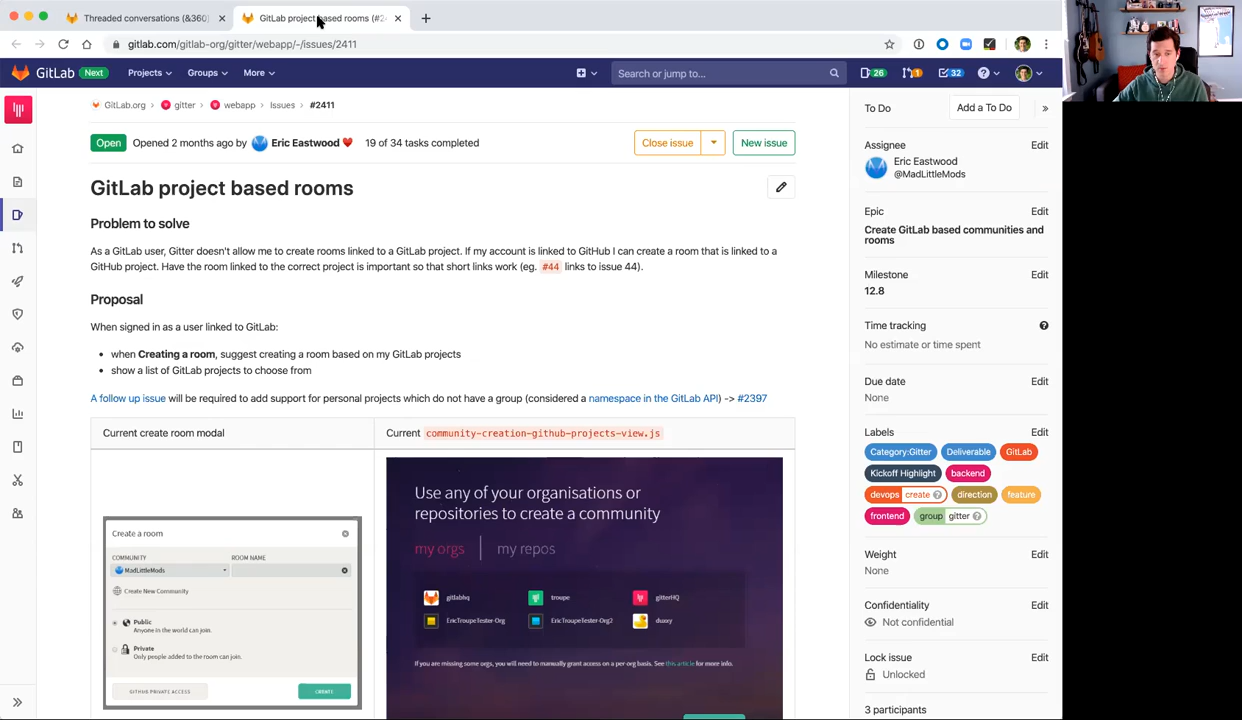 Threaded conversations (&360)
GitLab project based rooms (#2
gitlab.com/gitlab-org/gitter/webapp/-/issues/2411
GitLab Next Projects Groups More Search or jump to... 26 1 32
GitLab.org > gitter > webapp > Issues > #2411
Open Opened 2 months ago by Eric Eastwood 19 of 34 tasks completed Close issue New issue
GitLab project based rooms
Problem to solve
As a GitLab user, Gitter doesn't allow me to create rooms linked to a GitLab project. If my account is linked to GitHub I can create a room that is linked to a
GitHub project. Have the room linked to the correct project is important so that short links work (eg. #44 links to issue 44).
Proposal
When signed in as a user linked to GitLab:
• when Creating a room, suggest creating a room based on my GitLab projects
• show a list of GitLab projects to choose from
A follow up issue will be required to add support for personal projects which do not have a group (considered a namespace in the GitLab API) -> #2397
Current create room modal
Current community-creation-github-projects-view.js
Create a room
COMMUNITY ROOM NAME
MadLittleMods
Create New Community
Public
Anyone in the world can join.
Private
Only people added to the room can join.
GITHUB PRIVATE ACCESS CREATE
Use any of your organisations or
repositories to create a community
my orgs my repos
gitlabhq troupe gitterHQ
EricTroupeTester-Org EricTroupeTester-Org2
If you are missing some orgs, you will need to manually grant access on a per-org basis. See this article for more info.
To Do Add a To Do »
Assignee Edit
Eric Eastwood
@MadLittleMods
Epic Edit
Create GitLab based communities and
rooms
Milestone Edit
12.8
Time tracking
No estimate or time spent
Due date Edit
None
Labels Edit
Category:Gitter Deliverable GitLab
Kickoff Highlight backend
devops create direction feature
frontend group gitter
Weight Edit
None
Confidentiality Edit
Not confidential
Lock issue Edit
Unlocked
3 participants